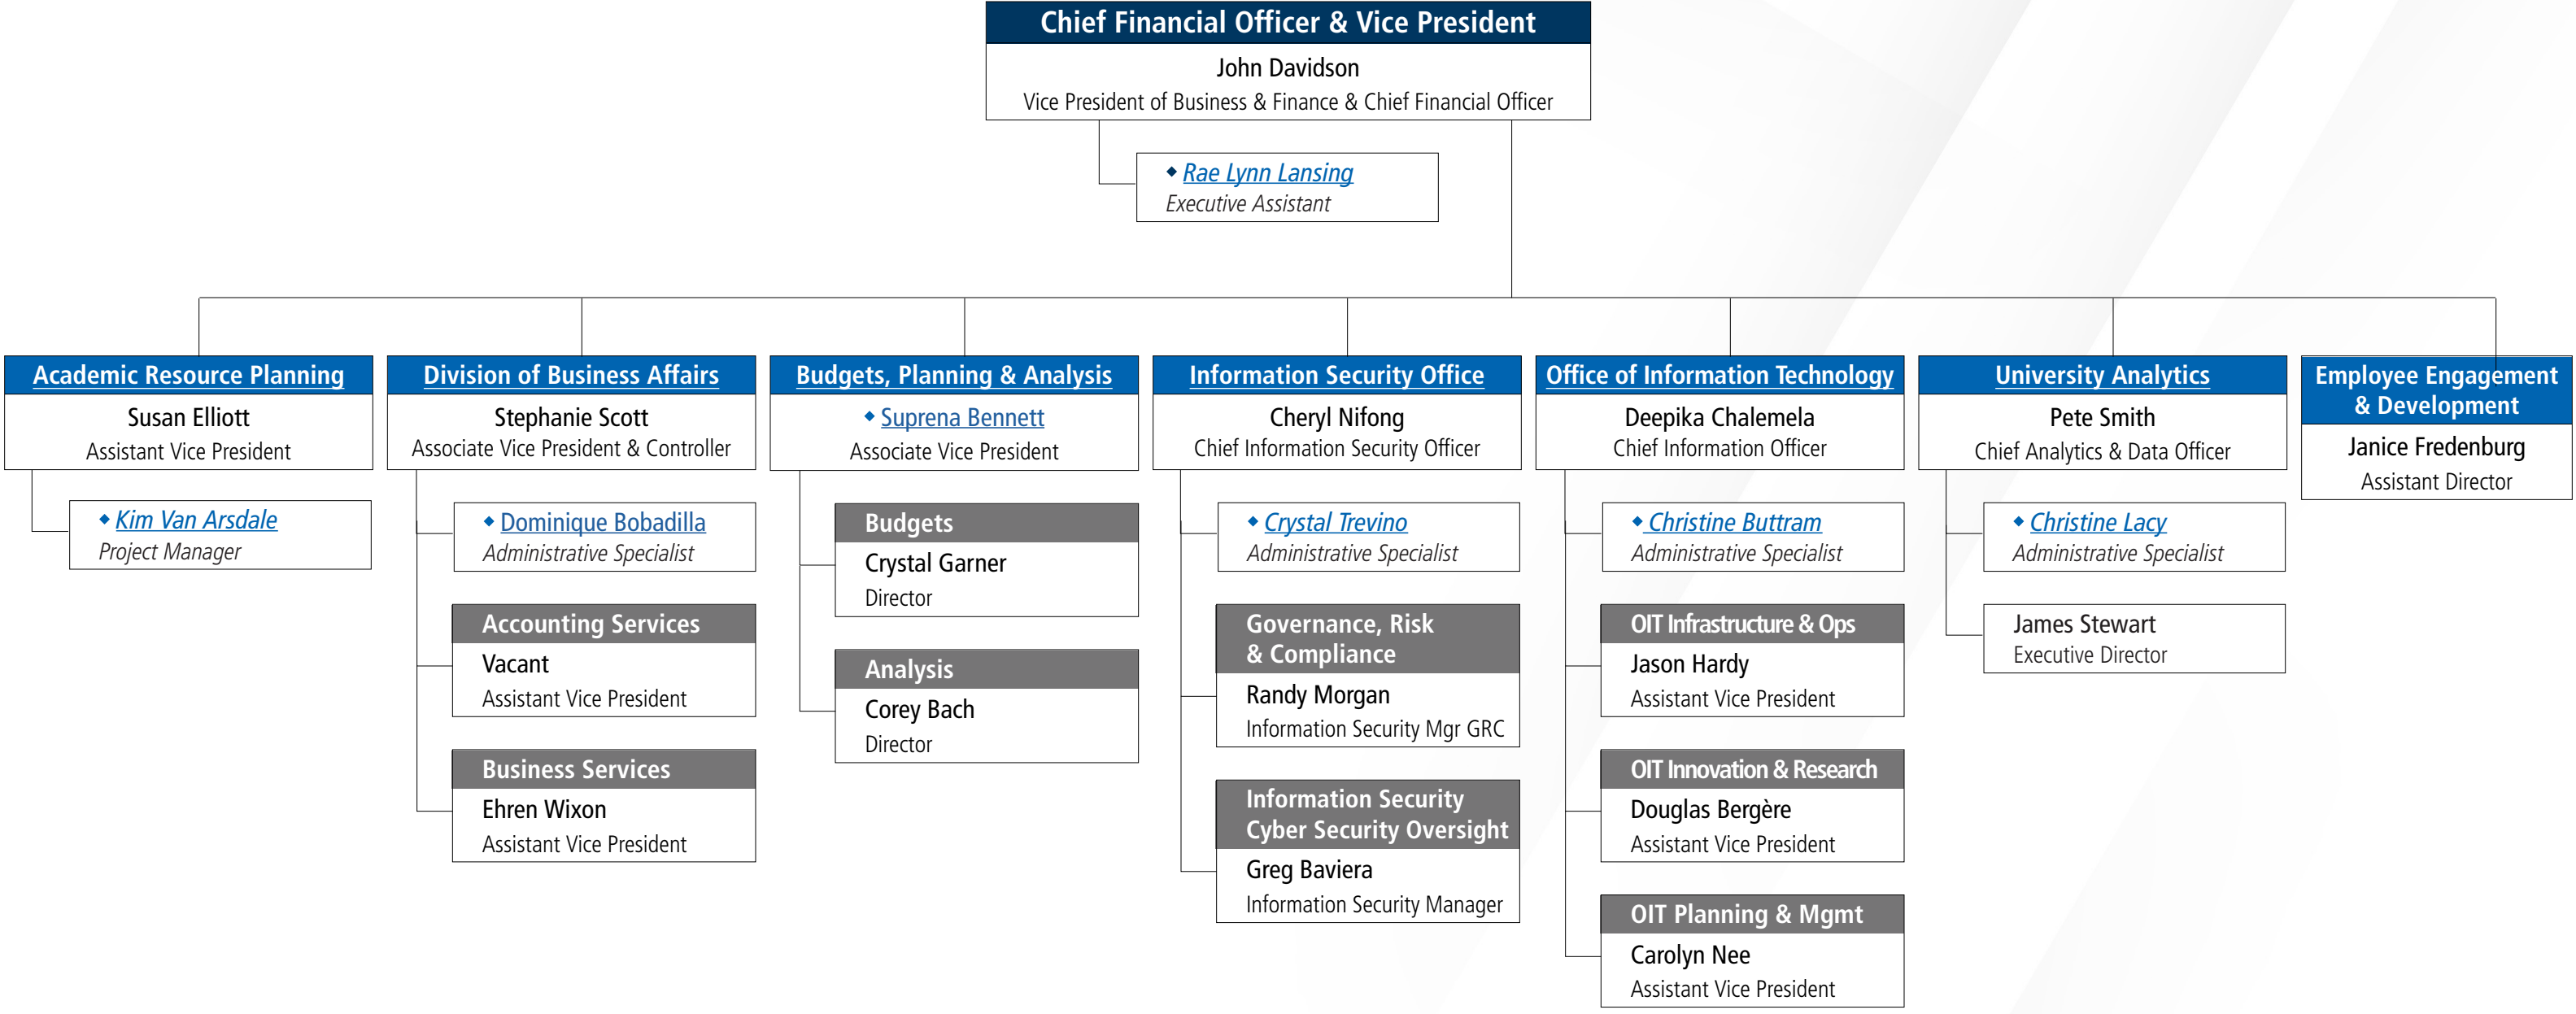 Chief Financial Officer & Vice President
John Davidson
Vice President of Business & Finance & Chief Financial Officer
◆ Rae Lynn Lansing
Executive Assistant
Academic Resource Planning
Susan Elliott
Assistant Vice President
◆ Kim Van Arsdale
Project Manager
Division of Business Affairs
Stephanie Scott
Associate Vice President & Controller
◆ Dominique Bobadilla
Administrative Specialist
Accounting Services
Vacant
Assistant Vice President
Business Services
Ehren Wixon
Assistant Vice President
Budgets, Planning & Analysis
◆ Suprena Bennett
Associate Vice President
Budgets
Crystal Garner
Director
Analysis
Corey Bach
Director
Information Security Office
Cheryl Nifong
Chief Information Security Officer
◆ Crystal Trevino
Administrative Specialist
Governance, Risk
& Compliance
Randy Morgan
Information Security Mgr GRC
Information Security
Cyber Security Oversight
Greg Baviera
Information Security Manager
Office of Information Technology
Deepika Chalemela
Chief Information Officer
◆ Christine Buttram
Administrative Specialist
OIT Infrastructure & Ops
Jason Hardy
Assistant Vice President
OIT Innovation & Research
Douglas Bergère
Assistant Vice President
OIT Planning & Mgmt
Carolyn Nee
Assistant Vice President
University Analytics
Pete Smith
Chief Analytics & Data Officer
◆ Christine Lacy
Administrative Specialist
James Stewart
Executive Director
Employee Engagement
& Development
Janice Fredenburg
Assistant Director